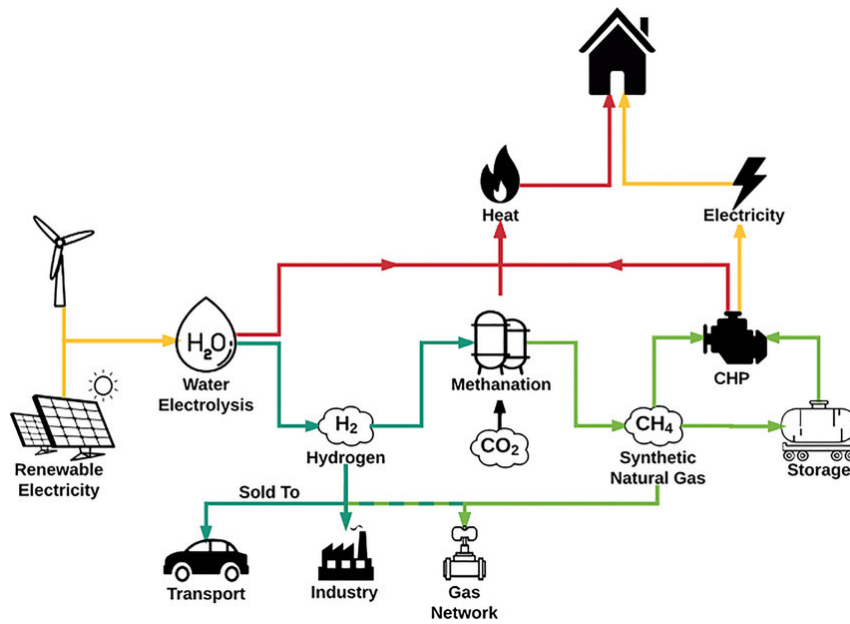 Heat
Electricity
H₂O
Water
Electrolysis
Methanation
CHP
Renewable
Electricity
H₂
Hydrogen
CO₂
CH₄
Synthetic
Natural Gas
Storage
Sold To
Transport
Industry
Gas
Network